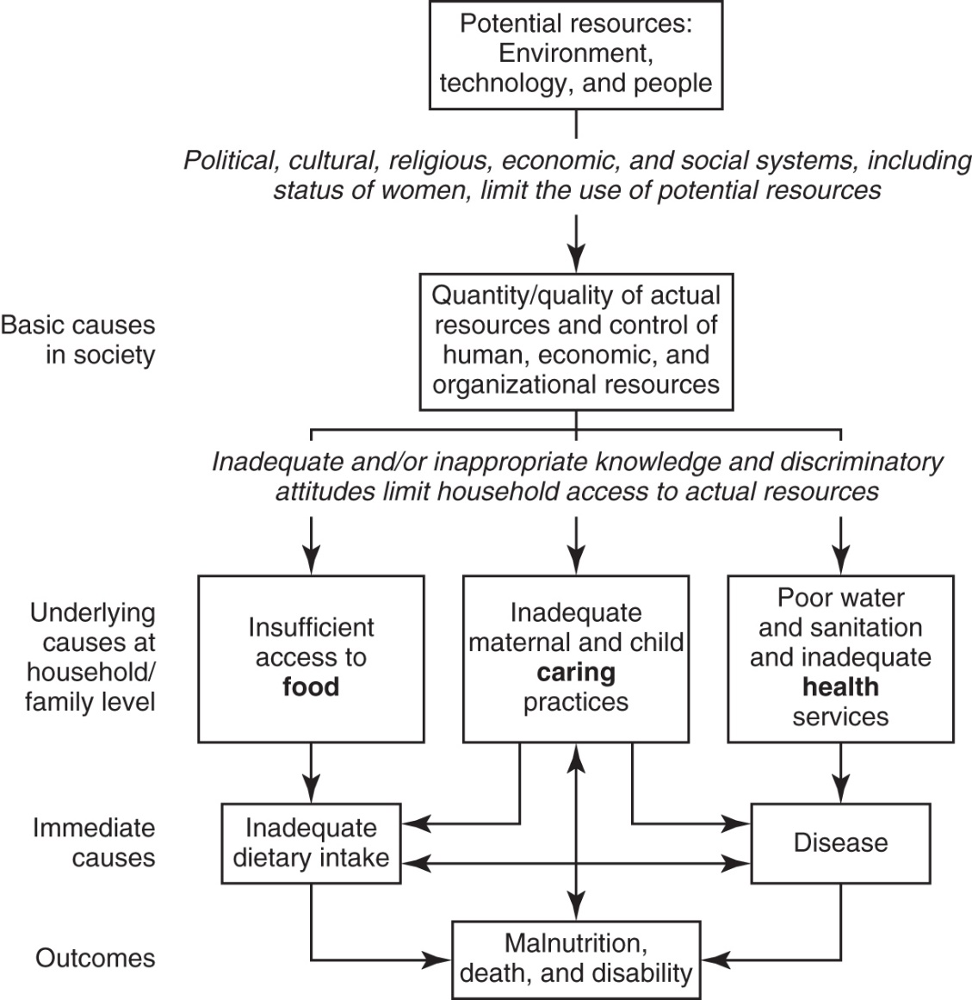 Potential resources:
Environment,
technology, and people
Political, cultural, religious, economic, and social systems, including
status of women, limit the use of potential resources
Basic causes
in society
Quantity/quality of actual
resources and control of
human, economic, and
organizational resources
Inadequate and/or inappropriate knowledge and discriminatory
attitudes limit household access to actual resources
Underlying
causes at
household/
family level
Insufficient
access to
food
Inadequate
maternal and child
caring
practices
Poor water
and sanitation
and inadequate
health
services
Immediate
causes
Inadequate
dietary intake
Disease
Outcomes
Malnutrition,
death, and disability